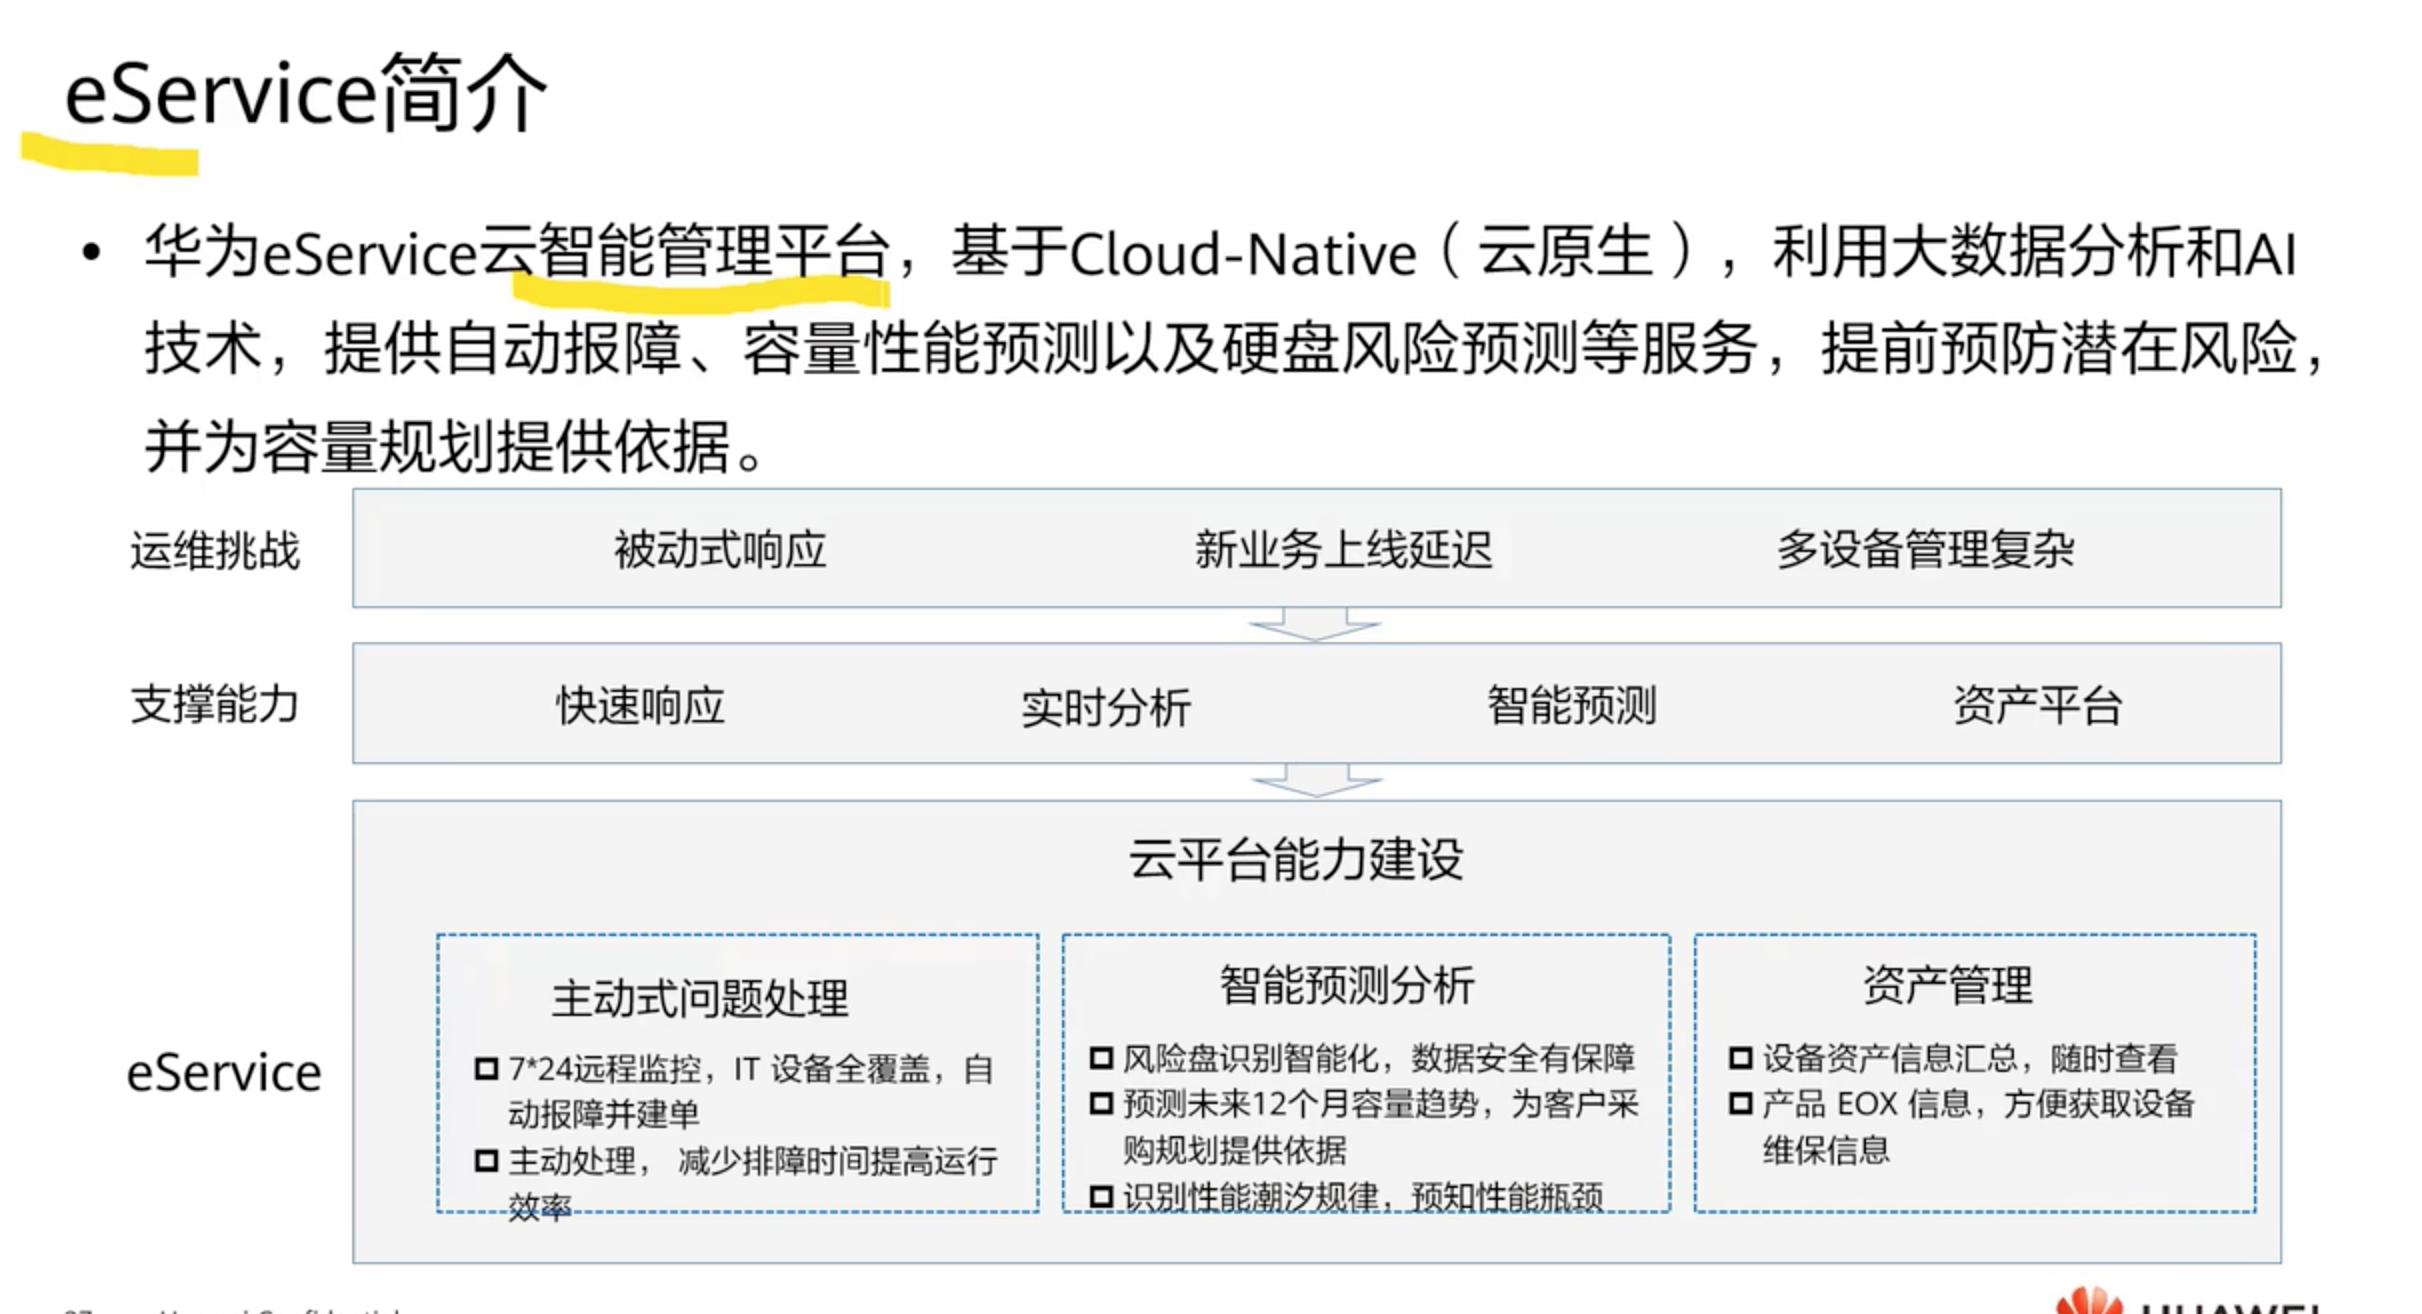 eService简介
• 华为eService云智能管理平台，基于Cloud-Native（云原生），利用大数据分析和AI
技术，提供自动报障、容量性能预测以及硬盘风险预测等服务，提前预防潜在风险，
并为容量规划提供依据。
运维挑战 被动式响应 新业务上线延迟 多设备管理复杂
支撑能力 快速响应 实时分析 智能预测 资产平台
云平台能力建设
eService
主动式问题处理
7*24远程监控，IT 设备全覆盖，自
动报障并建单
主动处理， 减少排障时间提高运行
效率
智能预测分析
风险盘识别智能化，数据安全有保障
预测未来12个月容量趋势，为客户采
购规划提供依据
识别性能潮汐规律，预知性能瓶颈
资产管理
设备资产信息汇总，随时查看
产品 EOX 信息，方便获取设备
维保信息
HUAWEI